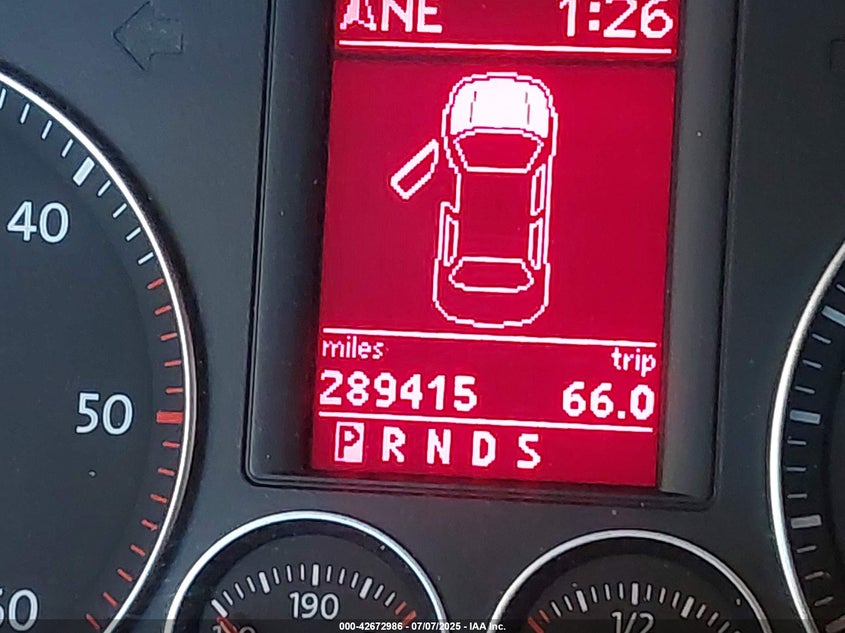 NE 1:26
40
miles trip
289415 66.0
50
P R N D S
190 1/2
000-42672986 - 07/07/2025 - IAA Inc.